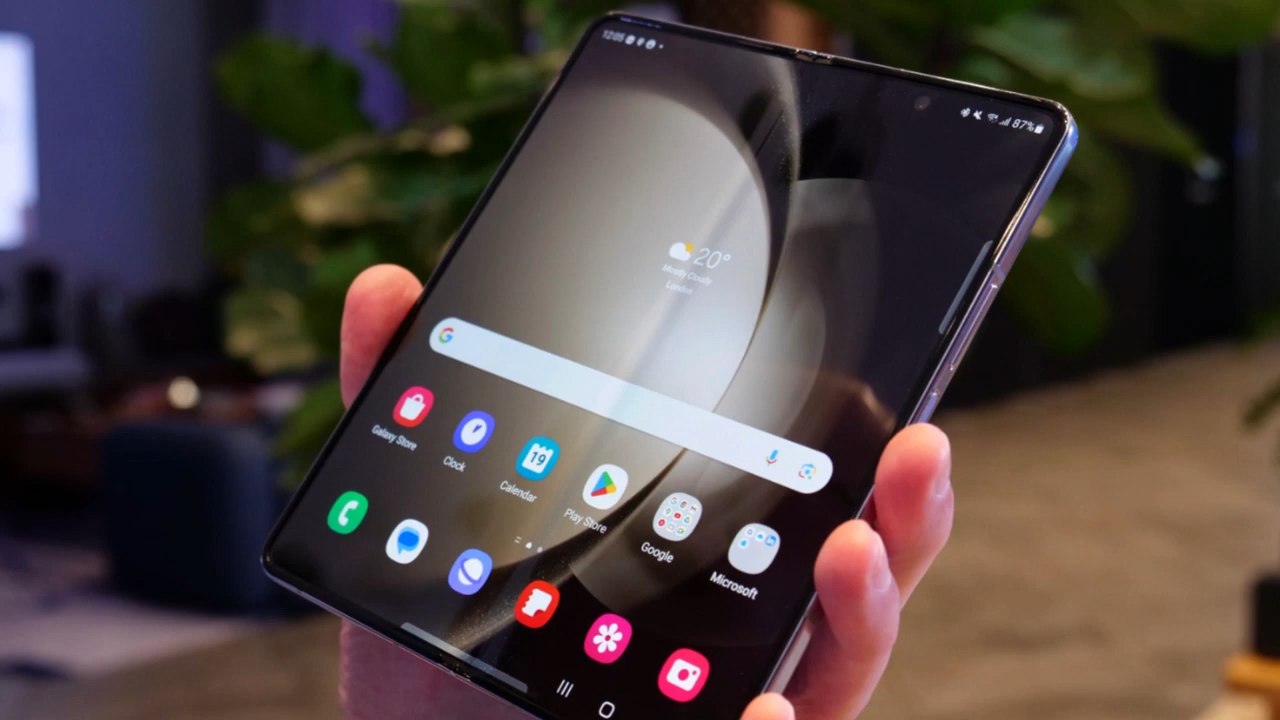 12:05
87%
20°
Mostly Cloudy
London
G
Galaxy Store
Clock
19
Calendar
Play Store
Google
Microsoft